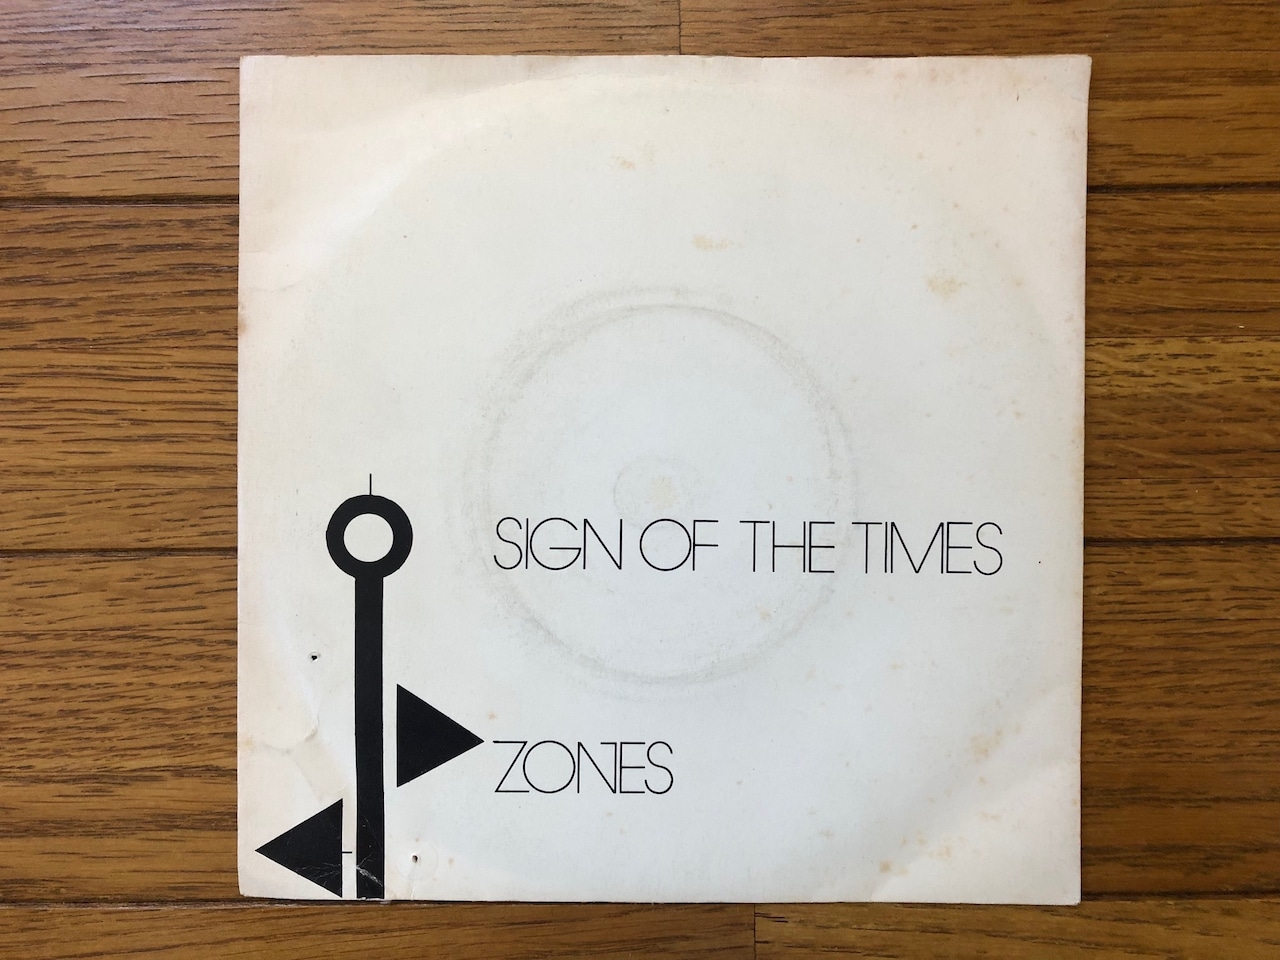 SIGN OF THE TIMES
ZONES